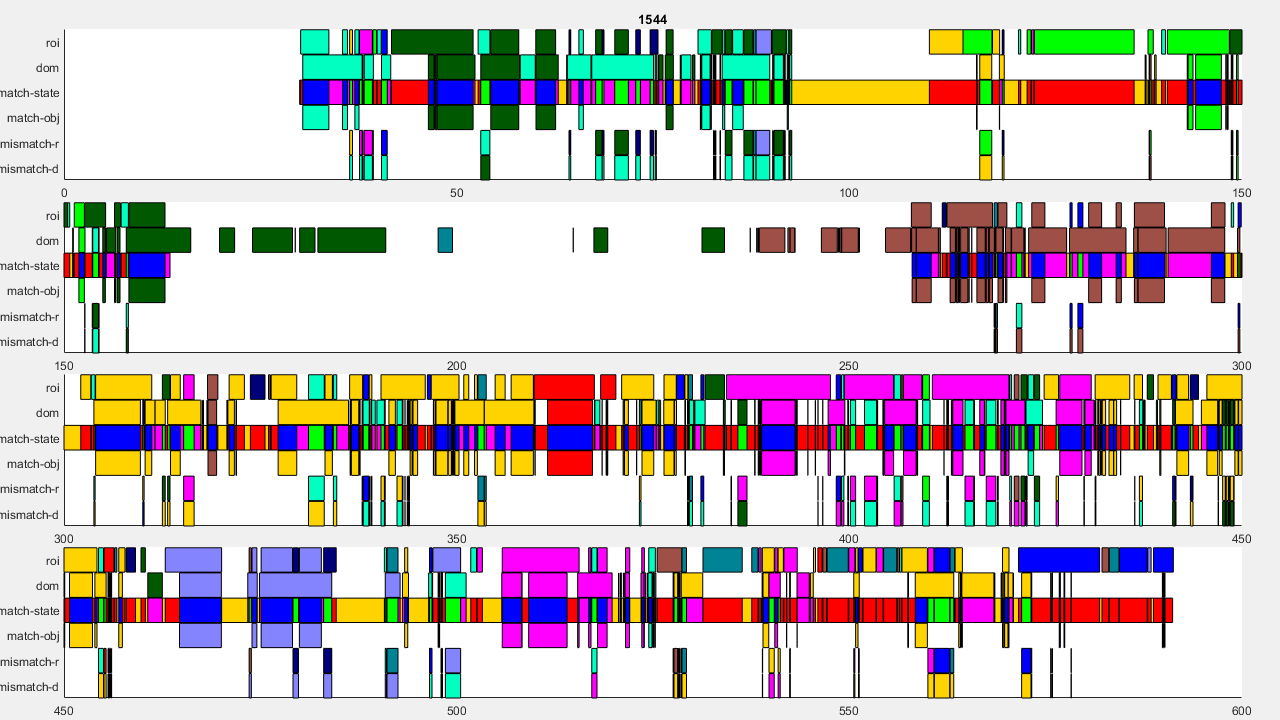 1544
roi
dom
match-state
match-obj
mismatch-r
mismatch-d
0 50 100 150
roi
dom
match-state
match-obj
mismatch-r
mismatch-d
150 200 250 300
roi
dom
match-state
match-obj
mismatch-r
mismatch-d
300 350 400 450
roi
dom
match-state
match-obj
mismatch-r
mismatch-d
450 500 550 600